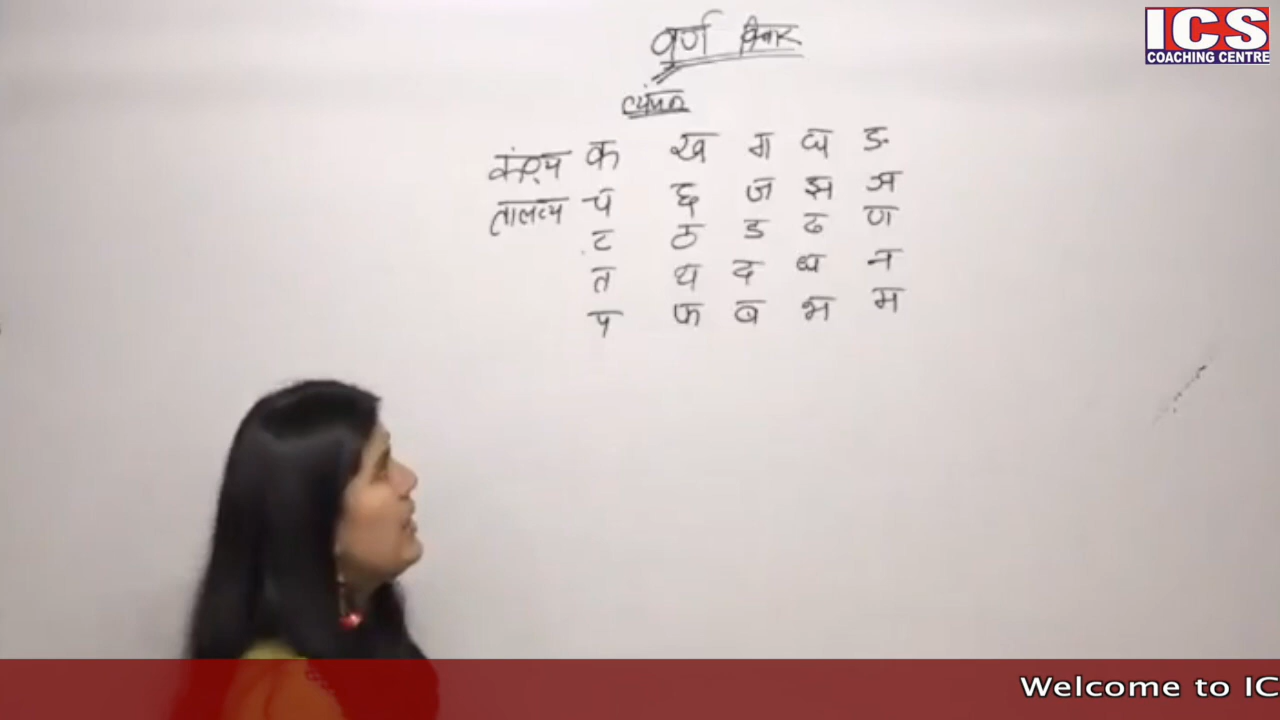 वर्ण विचार
व्यंजन
कंठ्य क ख ग घ ङ
तालव्य च छ ज झ ञ
ट ठ ड ढ ण
त थ द ध न
प फ ब भ म
ICS
COACHING CENTRE
Welcome to IC